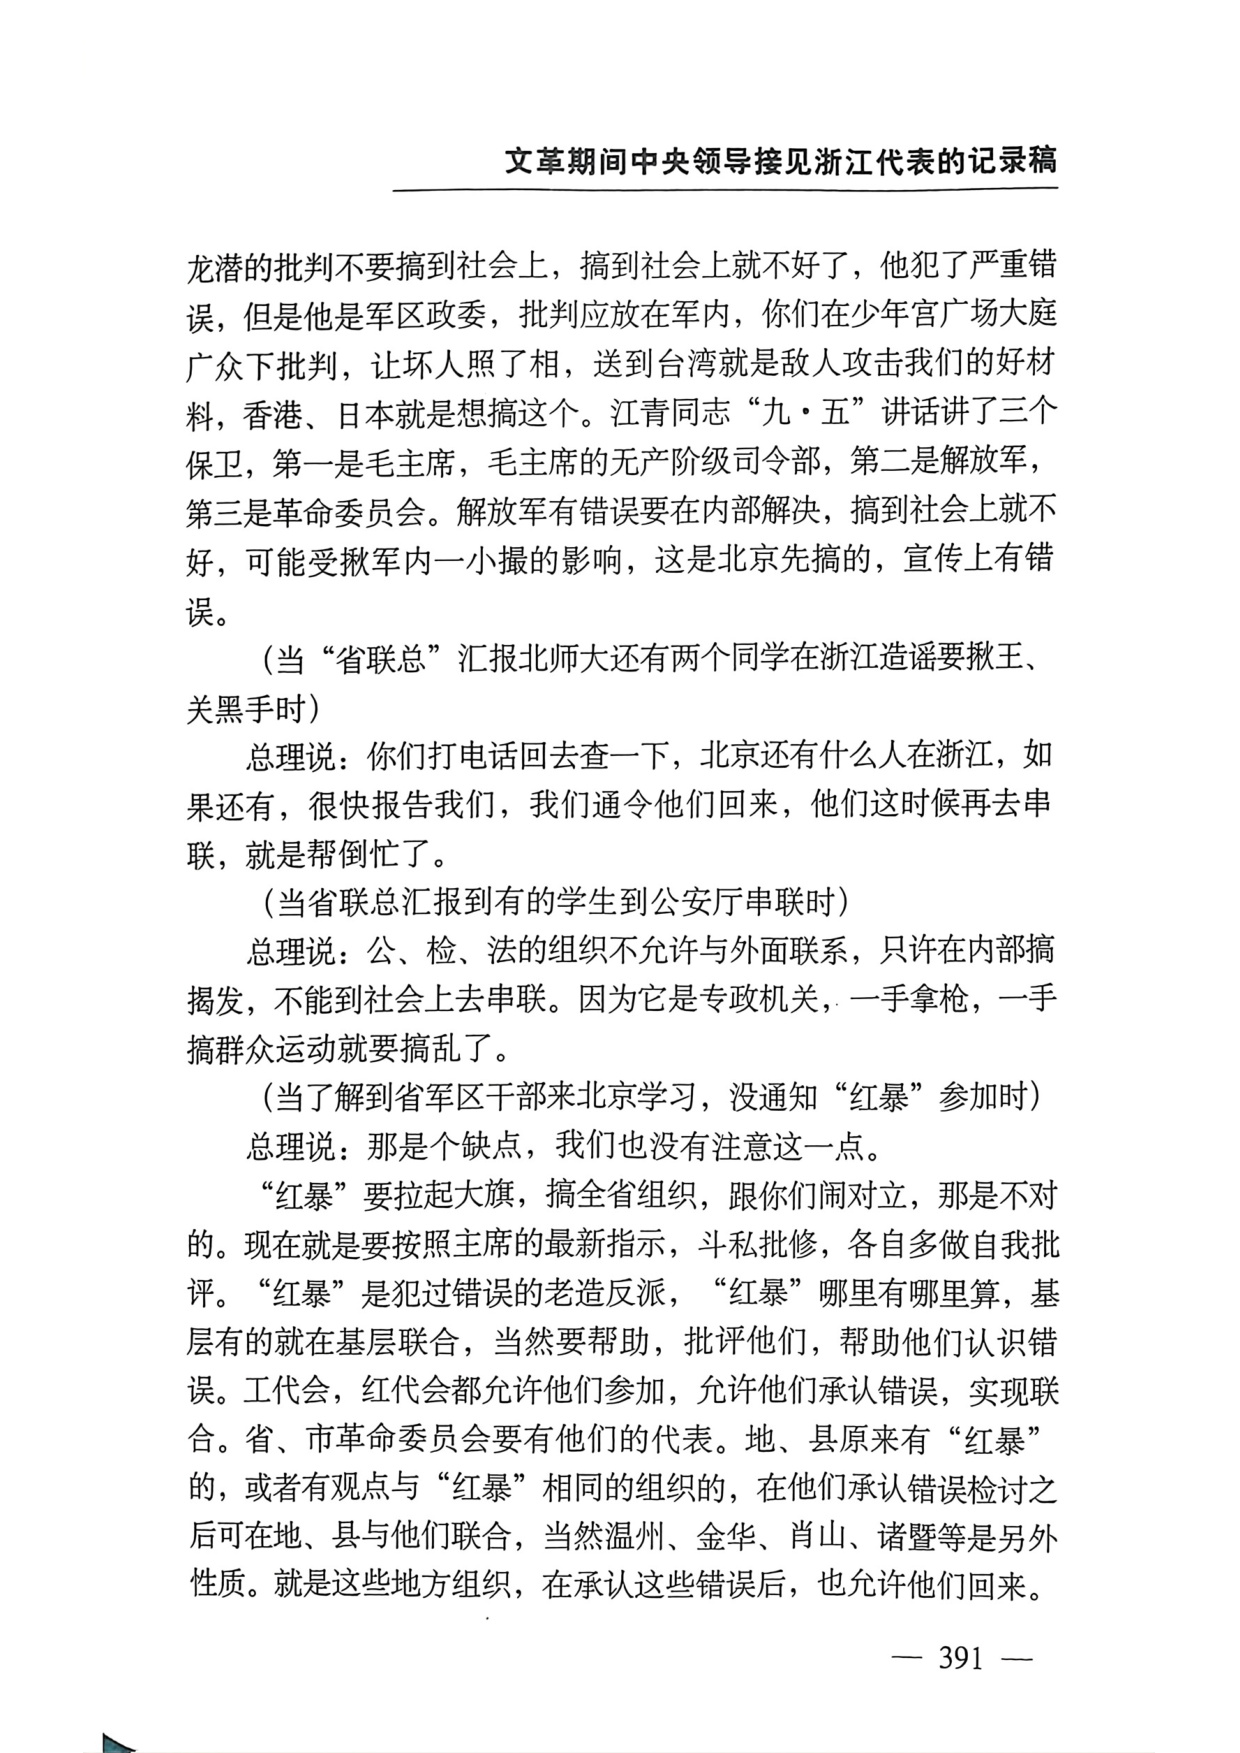 文革期间中央领导接见浙江代表的记录稿
龙潜的批判不要搞到社会上，搞到社会上就不好了，他犯了严重错
误，但是他是军区政委，批判应放在军内，你们在少年宫广场大庭
广众下批判，让坏人照了相，送到台湾就是敌人攻击我们的好材
料，香港、日本就是想搞这个。江青同志“九·五”讲话讲了三个
保卫，第一是毛主席，毛主席的无产阶级司令部，第二是解放军，
第三是革命委员会。解放军有错误要在内部解决，搞到社会上就不
好，可能受揪军内一小撮的影响，这是北京先搞的，宣传上有错
误。
（当“省联总”汇报北师大还有两个同学在浙江造谣要揪王、
关黑手时）
总理说：你们打电话回去查一下，北京还有什么人在浙江，如
果还有，很快报告我们，我们通令他们回来，他们这时候再去串
联，就是帮倒忙了。
（当省联总汇报到有的学生到公安厅串联时）
总理说：公、检、法的组织不允许与外面联系，只许在内部搞
揭发，不能到社会上去串联。因为它是专政机关，一手拿枪，一手
搞群众运动就要搞乱了。
（当了解到省军区干部来北京学习，没通知“红暴”参加时）
总理说：那是个缺点，我们也没有注意这一点。
“红暴”要拉起大旗，搞全省组织，跟你们闹对立，那是不对
的。现在就是要按照主席的最新指示，斗私批修，各自多做自我批
评。“红暴”是犯过错误的老造反派，“红暴”哪里有哪里算，基
层有的就在基层联合，当然要帮助，批评他们，帮助他们认识错
误。工代会，红代会都允许他们参加，允许他们承认错误，实现联
合。省、市革命委员会要有他们的代表。地、县原来有“红暴”
的，或者有观点与“红暴”相同的组织的，在他们承认错误检讨之
后可在地、县与他们联合，当然温州、金华、肖山、诸暨等是另外
性质。就是这些地方组织，在承认这些错误后，也允许他们回来。
— 391 —